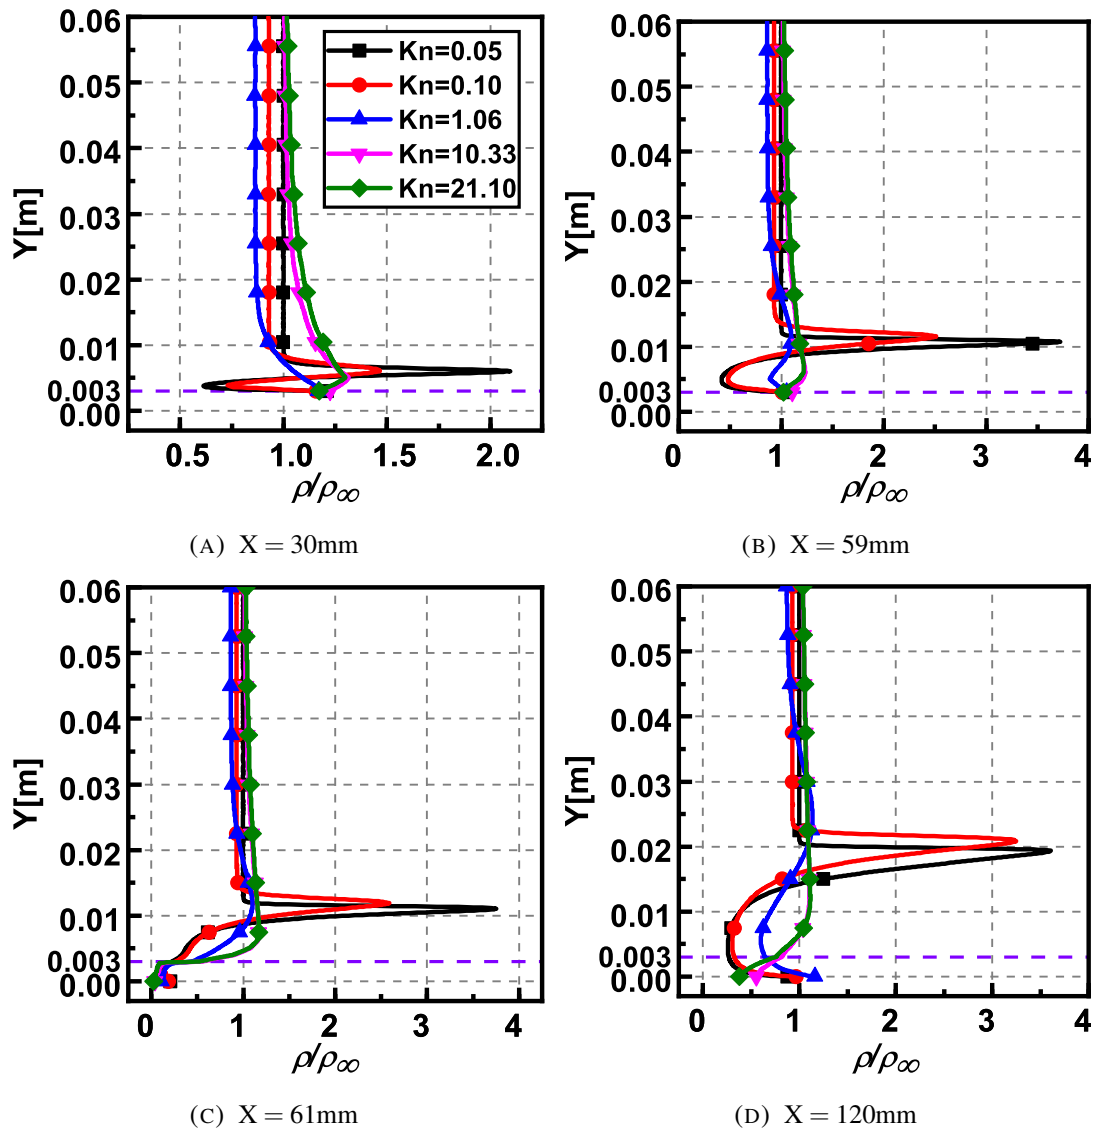 0.06
0.05
0.04
0.03
0.02
0.01
0.003
0.00
Y[m]
Kn=0.05
Kn=0.10
Kn=1.06
Kn=10.33
Kn=21.10
0.5 1.0 1.5 2.0
ρ/ρ∞
(A) X = 30mm
0.06
0.05
0.04
0.03
0.02
0.01
0.003
0.00
Y[m]
0 1 2 3 4
ρ/ρ∞
(B) X = 59mm
0.06
0.05
0.04
0.03
0.02
0.01
0.003
0.00
Y[m]
0 1 2 3 4
ρ/ρ∞
(C) X = 61mm
0.06
0.05
0.04
0.03
0.02
0.01
0.003
0.00
Y[m]
0 1 2 3 4
ρ/ρ∞
(D) X = 120mm